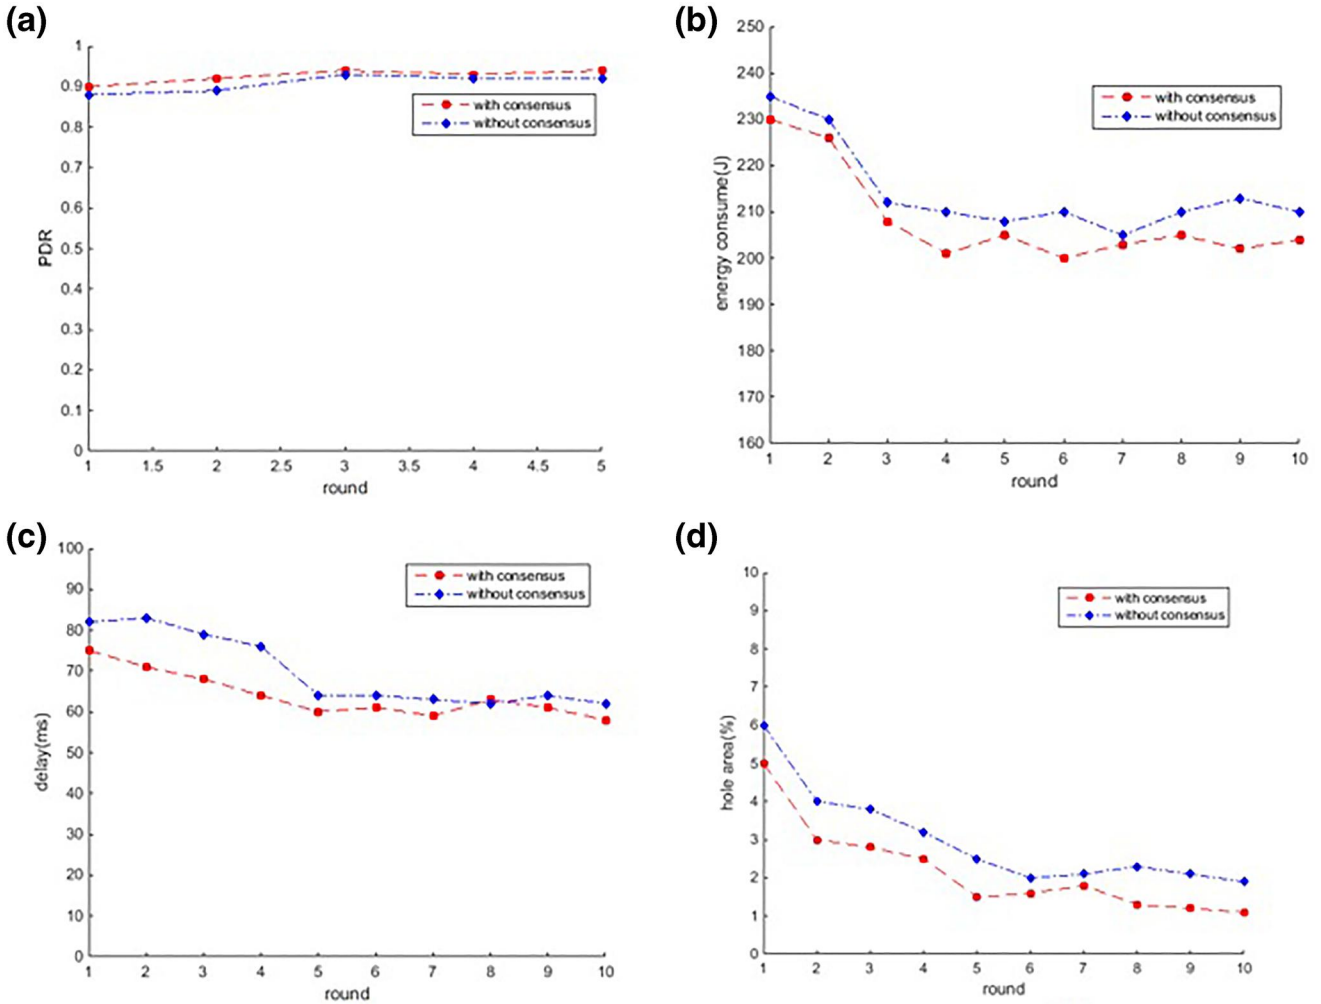 (a)
1
0.9
0.8
0.7
0.6
0.5
0.4
0.3
0.2
0.1
0
PDR
with consensus
without consensus
1 1.5 2 2.5 3 3.5 4 4.5 5
round
(b)
250
240
230
220
210
200
190
180
170
160
energy consume(J)
with consensus
without consensus
1 2 3 4 5 6 7 8 9 10
round
(c)
100
90
80
70
60
50
40
30
20
10
0
delay(ms)
with consensus
without consensus
1 2 3 4 5 6 7 8 9 10
round
(d)
10
9
8
7
6
5
4
3
2
1
0
hole area(%)
with consensus
without consensus
1 2 3 4 5 6 7 8 9 10
round